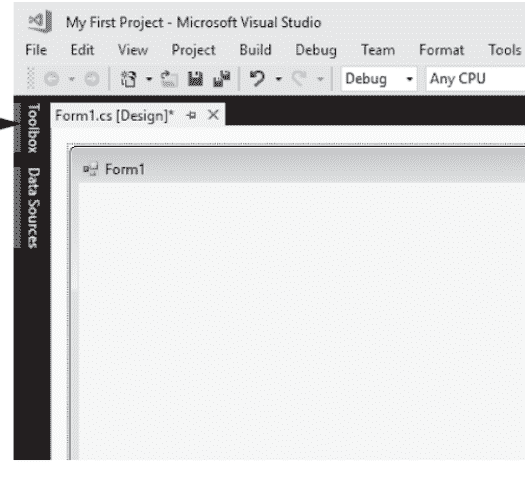 My First Project - Microsoft Visual Studio
File Edit View Project Build Debug Team Format Tools
Debug Any CPU
Form1.cs [Design]*
Toolbox
Data Sources
Form1